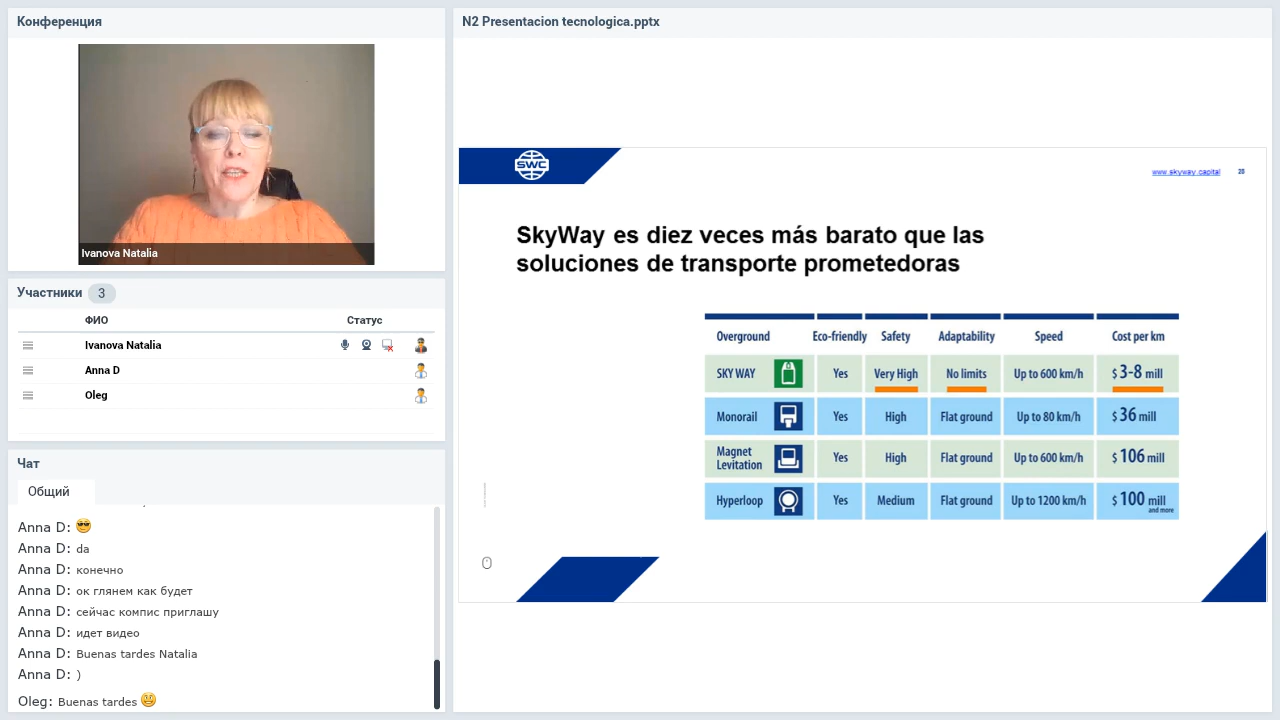 Конференция
Ivanova Natalia
Участники 3
ФИО Статус
Ivanova Natalia
Anna D
Oleg
Чат
Общий
Anna D:
Anna D: da
Anna D: конечно
Anna D: ок глянем как будет
Anna D: сейчас компис приглашу
Anna D: идет видео
Anna D: Buenas tardes Natalia
Anna D: )
Oleg: Buenas tardes
N2 Presentacion tecnologica.pptx
SWC
www.skyway.capital
SkyWay es diez veces más barato que las
soluciones de transporte prometedoras
Overground Eco-friendly Safety Adaptability Speed Cost per km
SKY WAY Yes Very High No limits Up to 600 km/h $ 3-8 mill
Monorail Yes High Flat ground Up to 80 km/h $ 36 mill
Magnet
Levitation Yes High Flat ground Up to 600 km/h $ 106 mill
Hyperloop Yes Medium Flat ground Up to 1200 km/h $ 100 mill
and more